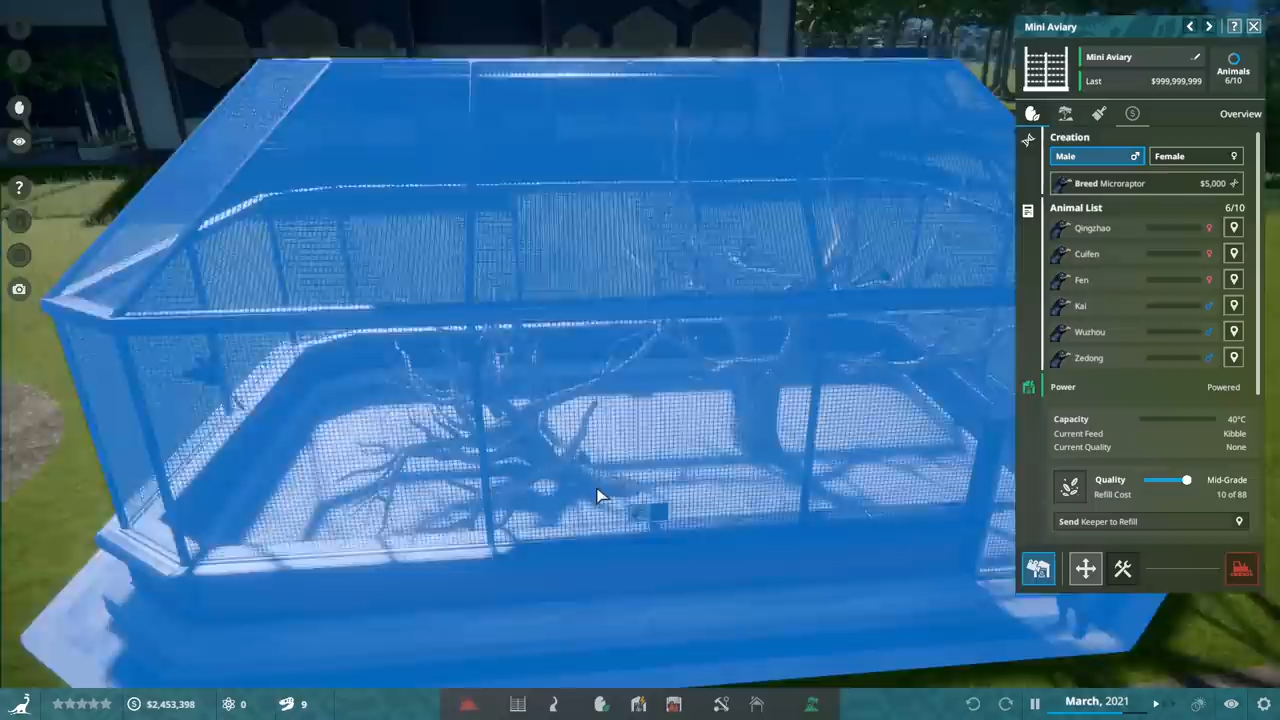 Mini Aviary
?
Mini Aviary
Last $999,999,999
Animals
6/10
Overview
Creation
Male
Female
Breed Microraptor $5,000
Animal List 6/10
Qingzhao
Cuifen
Fen
Kai
Wuzhou
Zedong
Power Powered
Capacity 40°C
Current Feed Kibble
Current Quality None
Quality Mid-Grade
Refill Cost 10 of 88
Send Keeper to Refill
?
$2,453,398
0
9
March, 2021